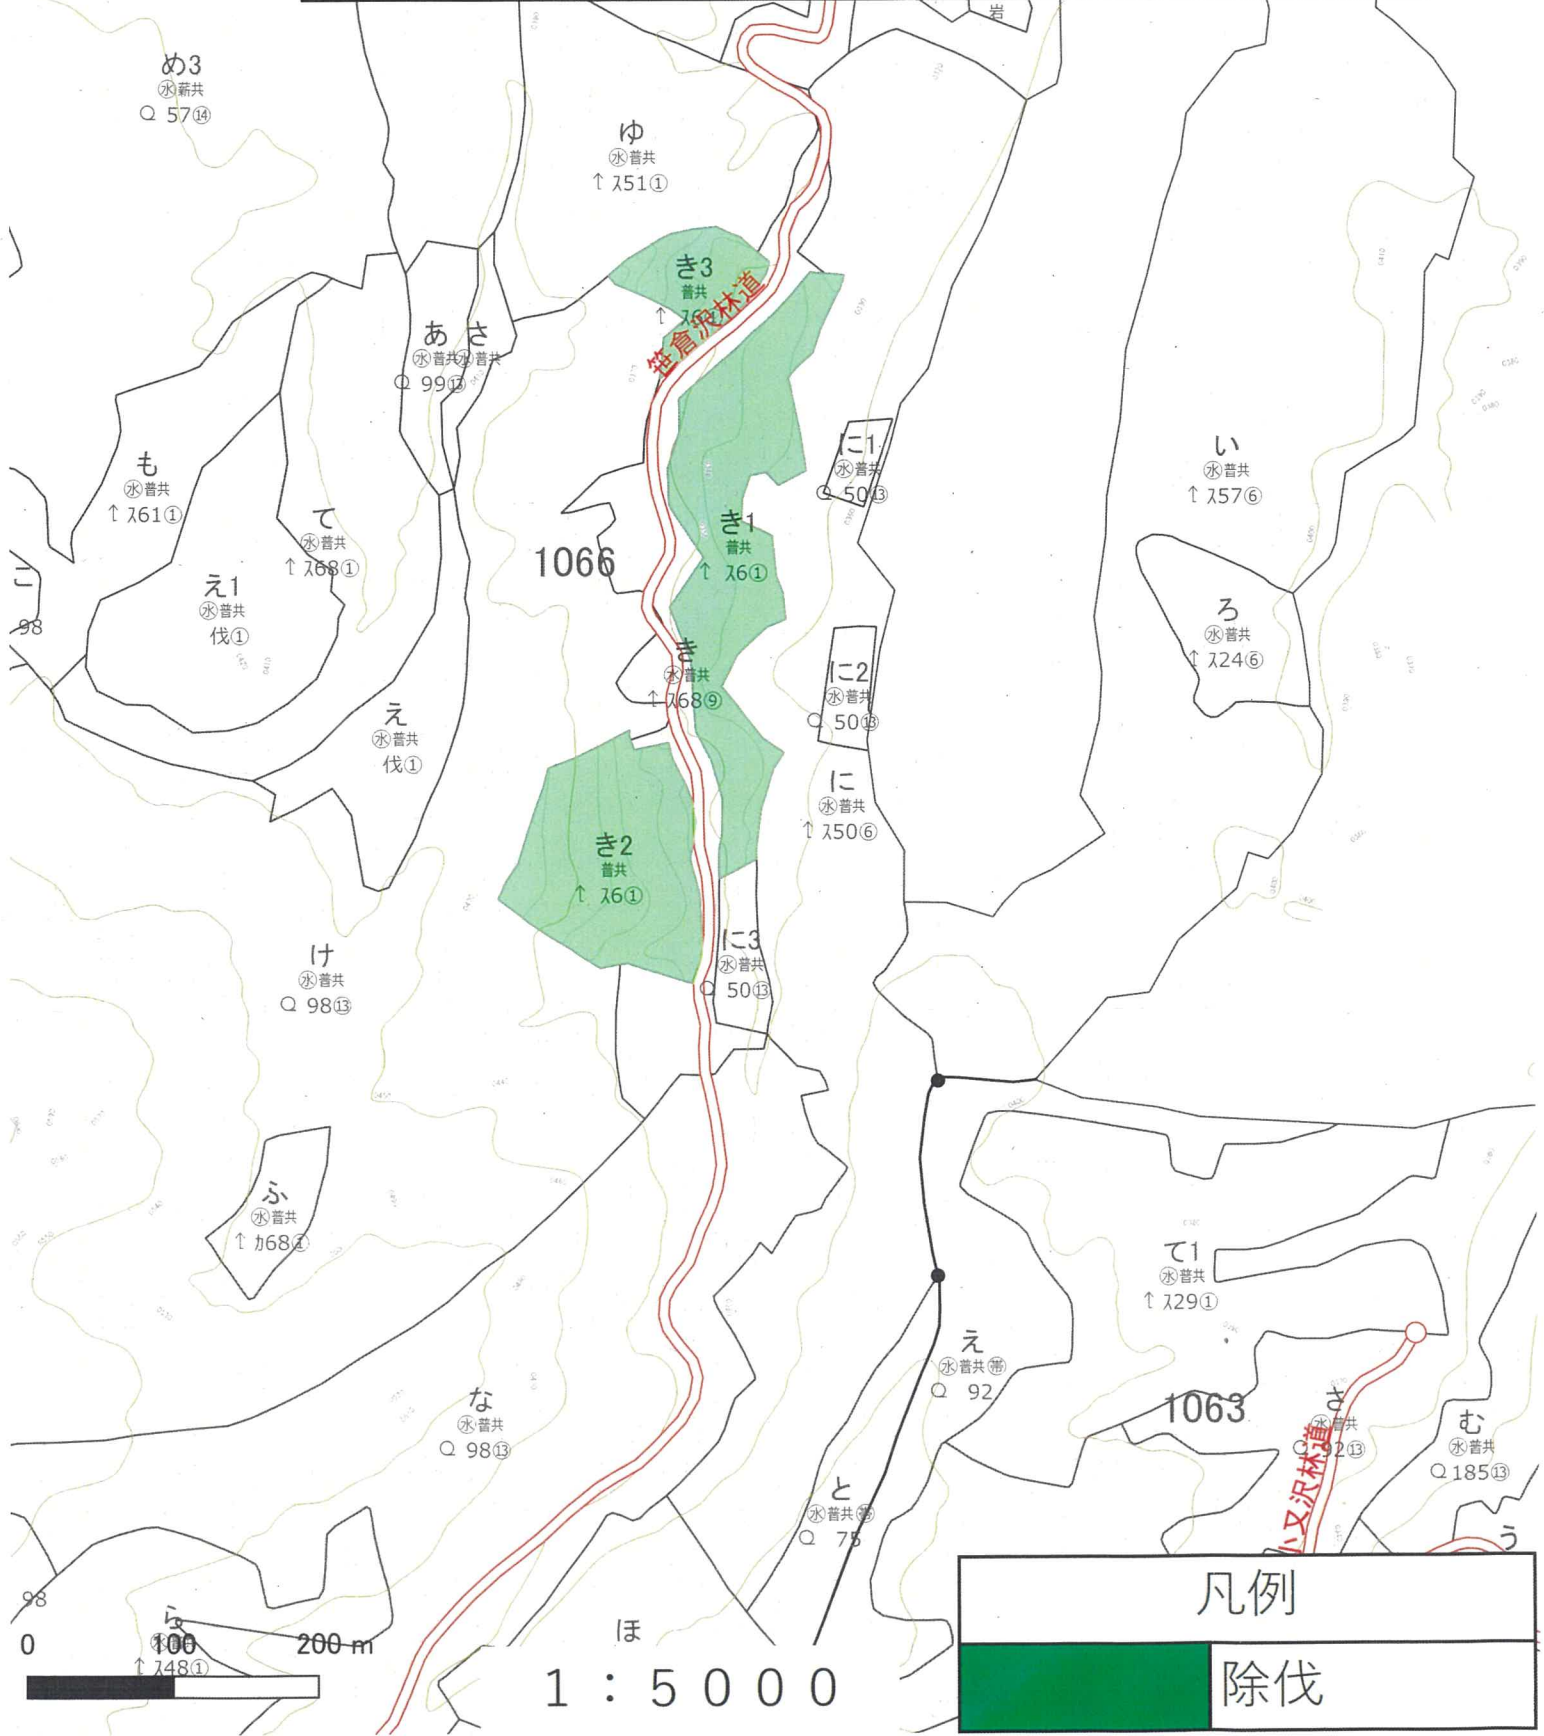 岩
め3
㊌薪共
Q 57⑭
ゆ
㊌普共
↑ ｽ51①
き3
普共
笹倉沢林道
あ
㊌普共
Q 99⑬
さ
㊌普共
に1
㊌普共
Q 50⑬
い
㊌普共
↑ ｽ57⑥
も
㊌普共
↑ ｽ61①
て
㊌普共
↑ ｽ68①
1066
き1
普共
↑ ｽ6①
こ
98
え1
㊌普共
伐①
ろ
㊌普共
↑ ｽ24⑥
き
㊌普共
↑ ｽ68⑨
に2
㊌普共
Q 50⑬
え
㊌普共
伐①
に
㊌普共
↑ ｽ50⑥
き2
普共
↑ ｽ6①
け
㊌普共
Q 98⑬
に3
㊌普共
Q 50⑬
ふ
㊌普共
↑ ｶ68①
て1
㊌普共
↑ ｽ29①
え
㊌普共㊕
Q 92
な
㊌普共
Q 98⑬
1063
さ
㊌普共
Q 92⑬
む
㊌普共
Q 185⑬
小又沢林道
と
㊌普共
Q 75
う
98
ら
↑ ｽ48①
ほ
0 100 200 m
1：5000
凡例
除伐